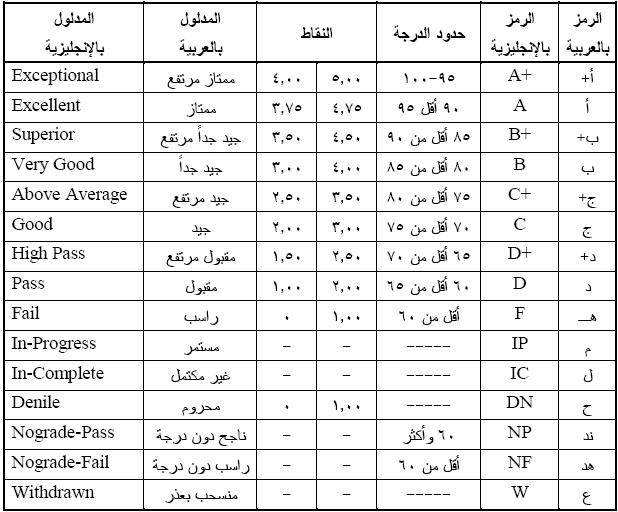 الرمز بالعربية الرمز بالإنجليزية حدود الدرجة النقاط المدلول بالعربية المدلول بالإنجليزية
أ+ A+ ٩٥-١٠٠ ٥,٠٠ ٤,٠٠ ممتاز مرتفع Exceptional
أ A ٩٠ أقل ٩٥ ٤,٧٥ ٣,٧٥ ممتاز Excellent
ب+ B+ ٨٥ أقل من ٩٠ ٤,٥٠ ٣,٥٠ جيد جداً مرتفع Superior
ب B ٨٠ أقل من ٨٥ ٤,٠٠ ٣,٠٠ جيد جداً Very Good
ج+ C+ ٧٥ أقل من ٨٠ ٣,٥٠ ٢,٥٠ جيد مرتفع Above Average
ج C ٧٠ أقل من ٧٥ ٣,٠٠ ٢,٠٠ جيد Good
د+ D+ ٦٥ أقل من ٧٠ ٢,٥٠ ١,٥٠ مقبول مرتفع High Pass
د D ٦٠ أقل من ٦٥ ٢,٠٠ ١,٠٠ مقبول Pass
هـ F أقل من ٦٠ ١,٠٠ ٠ راسب Fail
م IP ----- - - مستمر In-Progress
ل IC ----- - - غير مكتمل In-Complete
ح DN ----- ١,٠٠ ٠ محروم Denile
ند NP ٦٠ وأكثر - - ناجح دون درجة Nograde-Pass
هد NF أقل من ٦٠ - - راسب دون درجة Nograde-Fail
ع W ----- - - منسحب بعذر Withdrawn